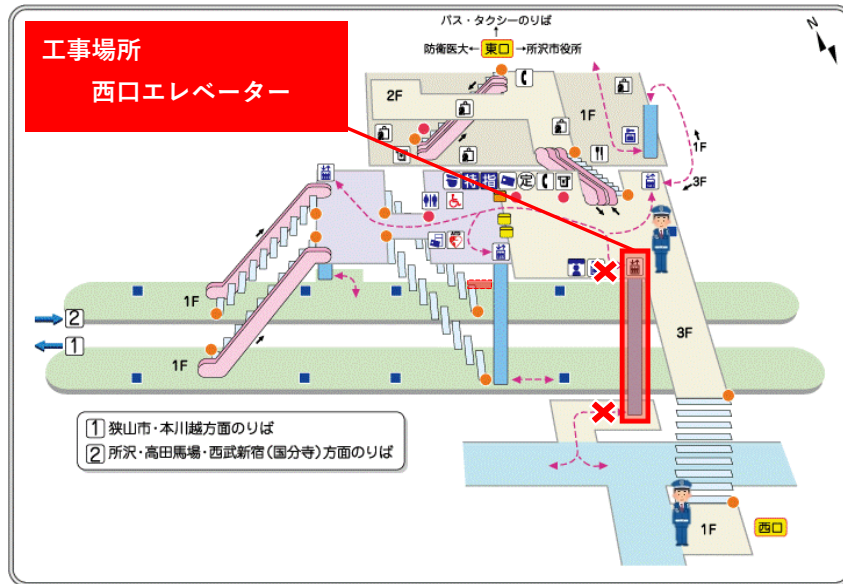 バス・タクシーのりば
防衛医大←東口→所沢市役所
N
工事場所
西口エレベーター
2F
1F
1F
3F
定
1F
2
1
1F
3F
1 狭山市・本川越方面のりば
2 所沢・高田馬場・西武新宿(国分寺)方面のりば
1F
西口